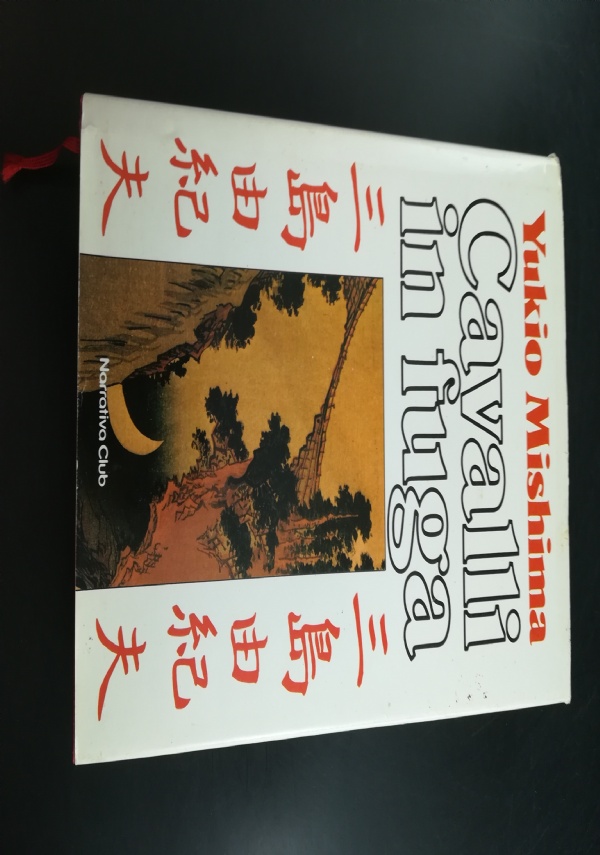 Yukio Mishima
Cavalli
in fuga
三島由紀夫
三島由紀夫
Narrativa Club